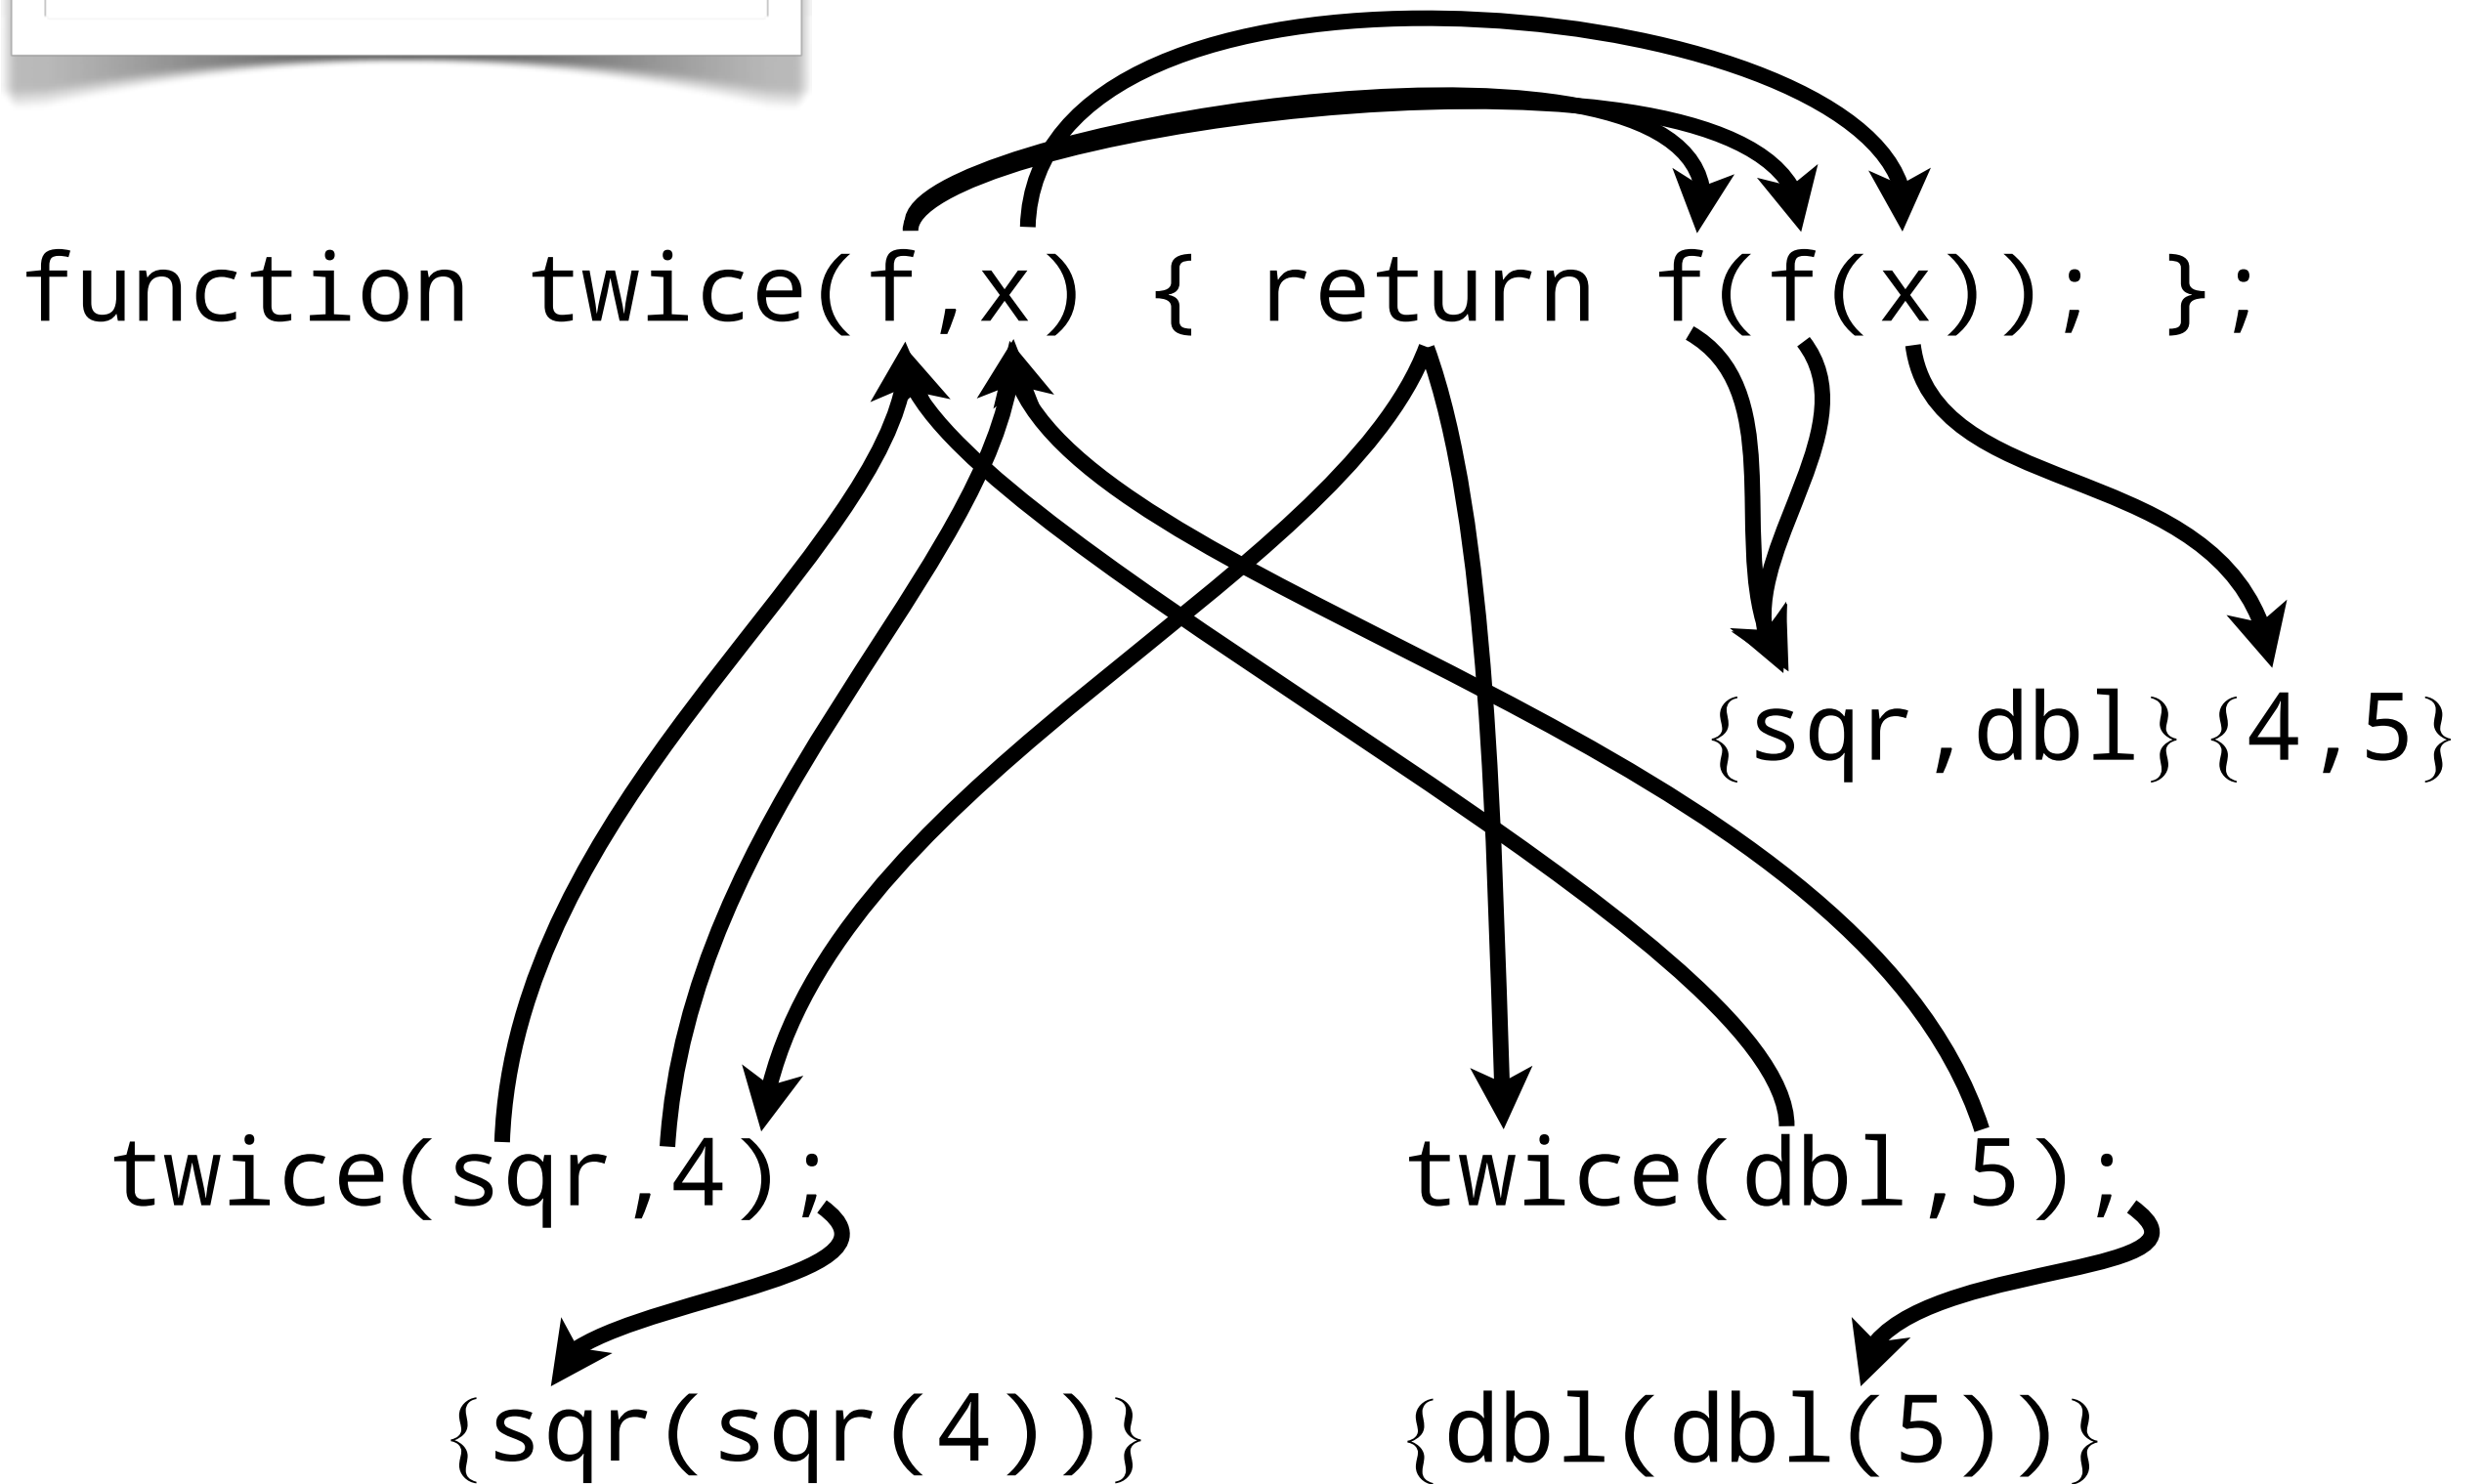 function twice(f,x) { return f(f(x)); };
{sqr,dbl}{4,5}
twice(sqr,4); twice(dbl,5);
{sqr(sqr(4))} {dbl(dbl(5))}